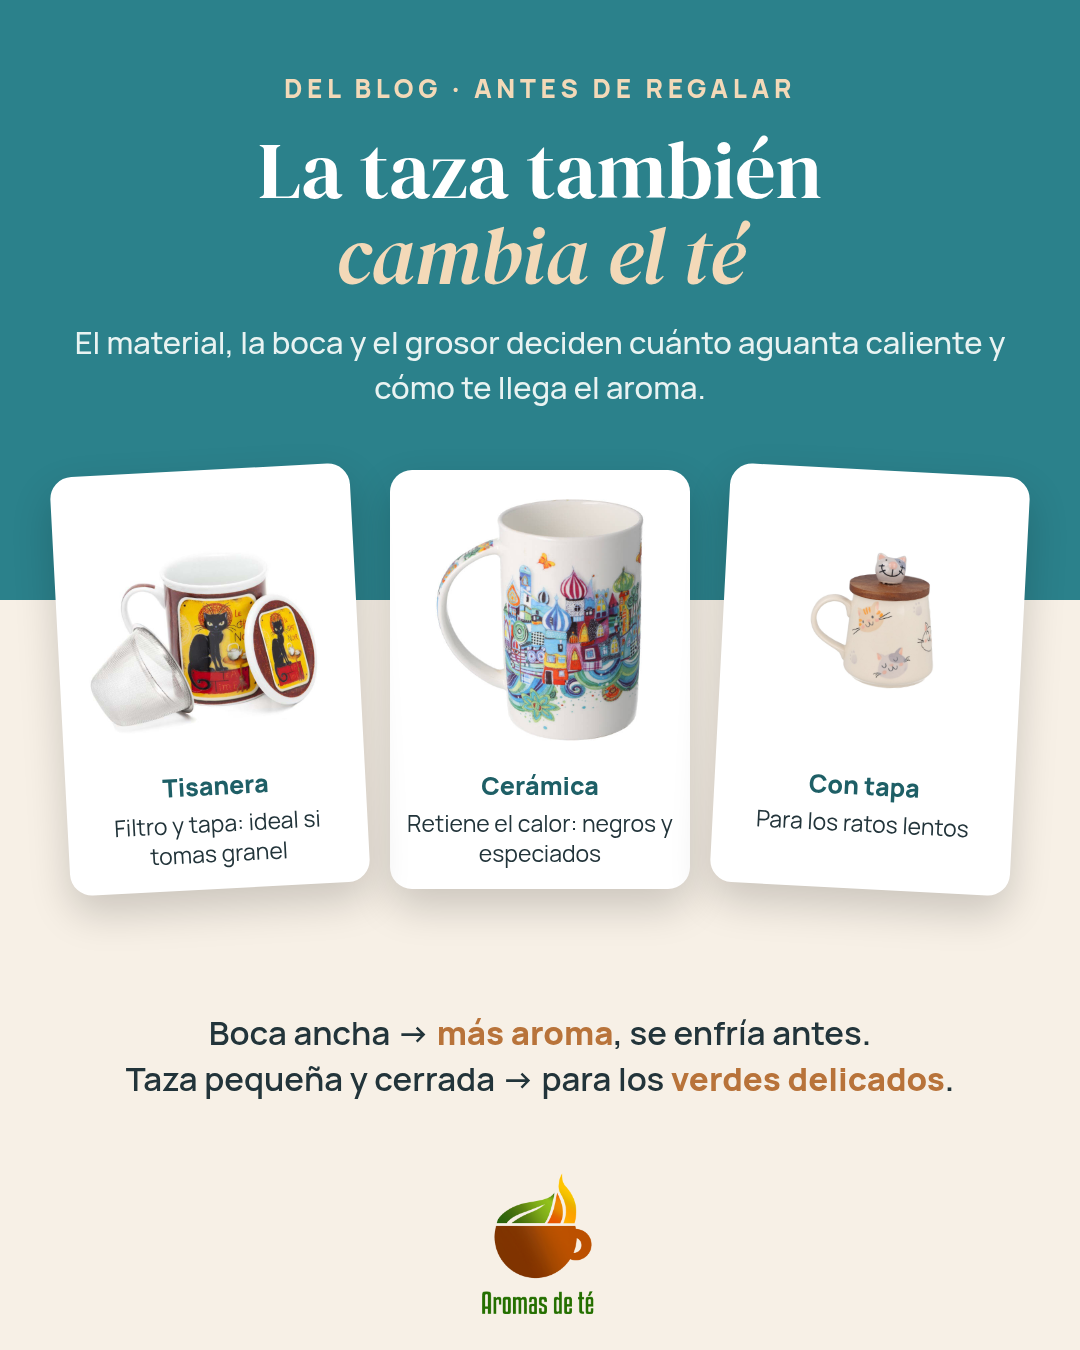 DEL BLOG · ANTES DE REGALAR
La taza también
cambia el té
El material, la boca y el grosor deciden cuánto aguanta caliente y
cómo te llega el aroma.
Tisanera
Filtro y tapa: ideal si
tomas granel
Cerámica
Retiene el calor: negros y
especiados
Con tapa
Para los ratos lentos
Boca ancha → más aroma, se enfría antes.
Taza pequeña y cerrada → para los verdes delicados.
Aromas de té